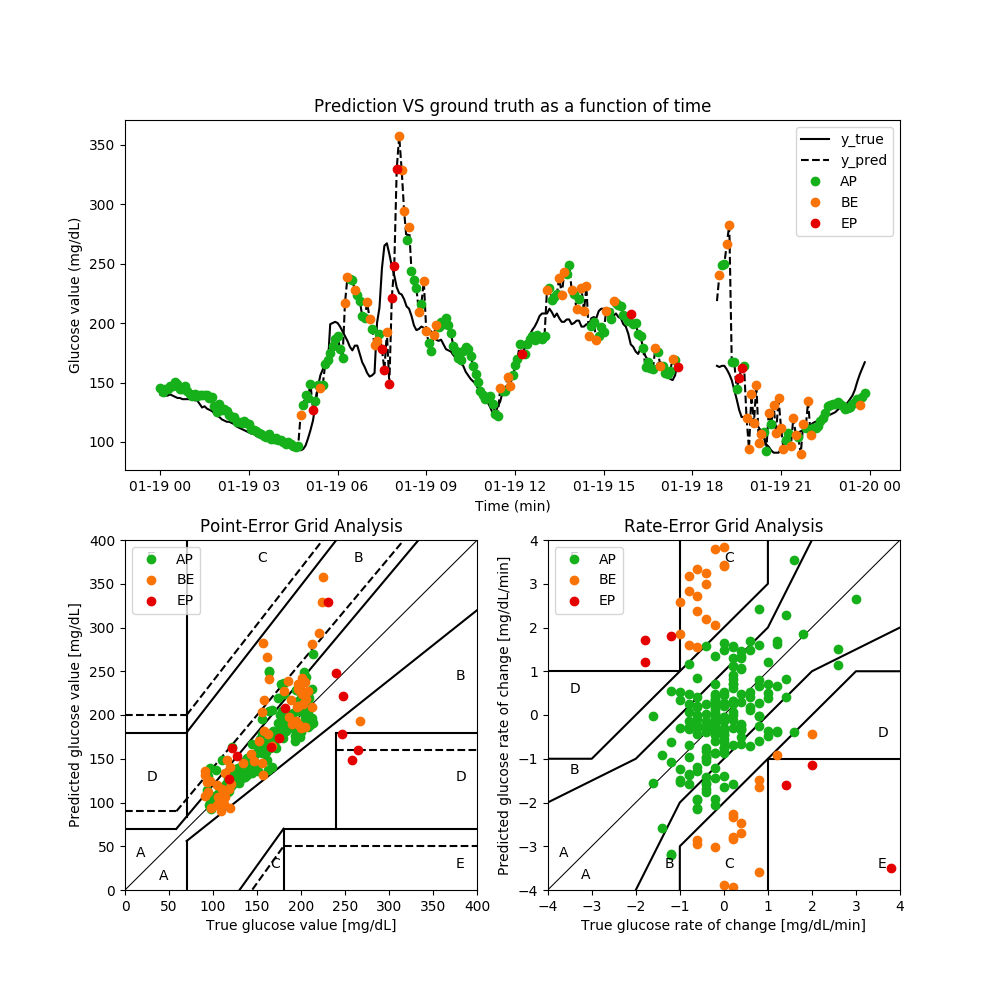 Prediction VS ground truth as a function of time
Glucose value (mg/dL)
350
300
250
200
150
100
y_true
y_pred
AP
BE
EP
01-19 00 01-19 03 01-19 06 01-19 09 01-19 12 01-19 15 01-19 18 01-19 21 01-20 00
Time (min)
Point-Error Grid Analysis
Predicted glucose value [mg/dL]
400
350
300
250
200
150
100
50
0
AP
BE
EP
C
B
B
D
D
A
A
C
E
0 50 100 150 200 250 300 350 400
True glucose value [mg/dL]
Rate-Error Grid Analysis
Predicted glucose rate of change [mg/dL/min]
4
3
2
1
0
−1
−2
−3
−4
AP
BE
EP
C
D
D
B
A
A
B
C
E
−4 −3 −2 −1 0 1 2 3 4
True glucose rate of change [mg/dL/min]